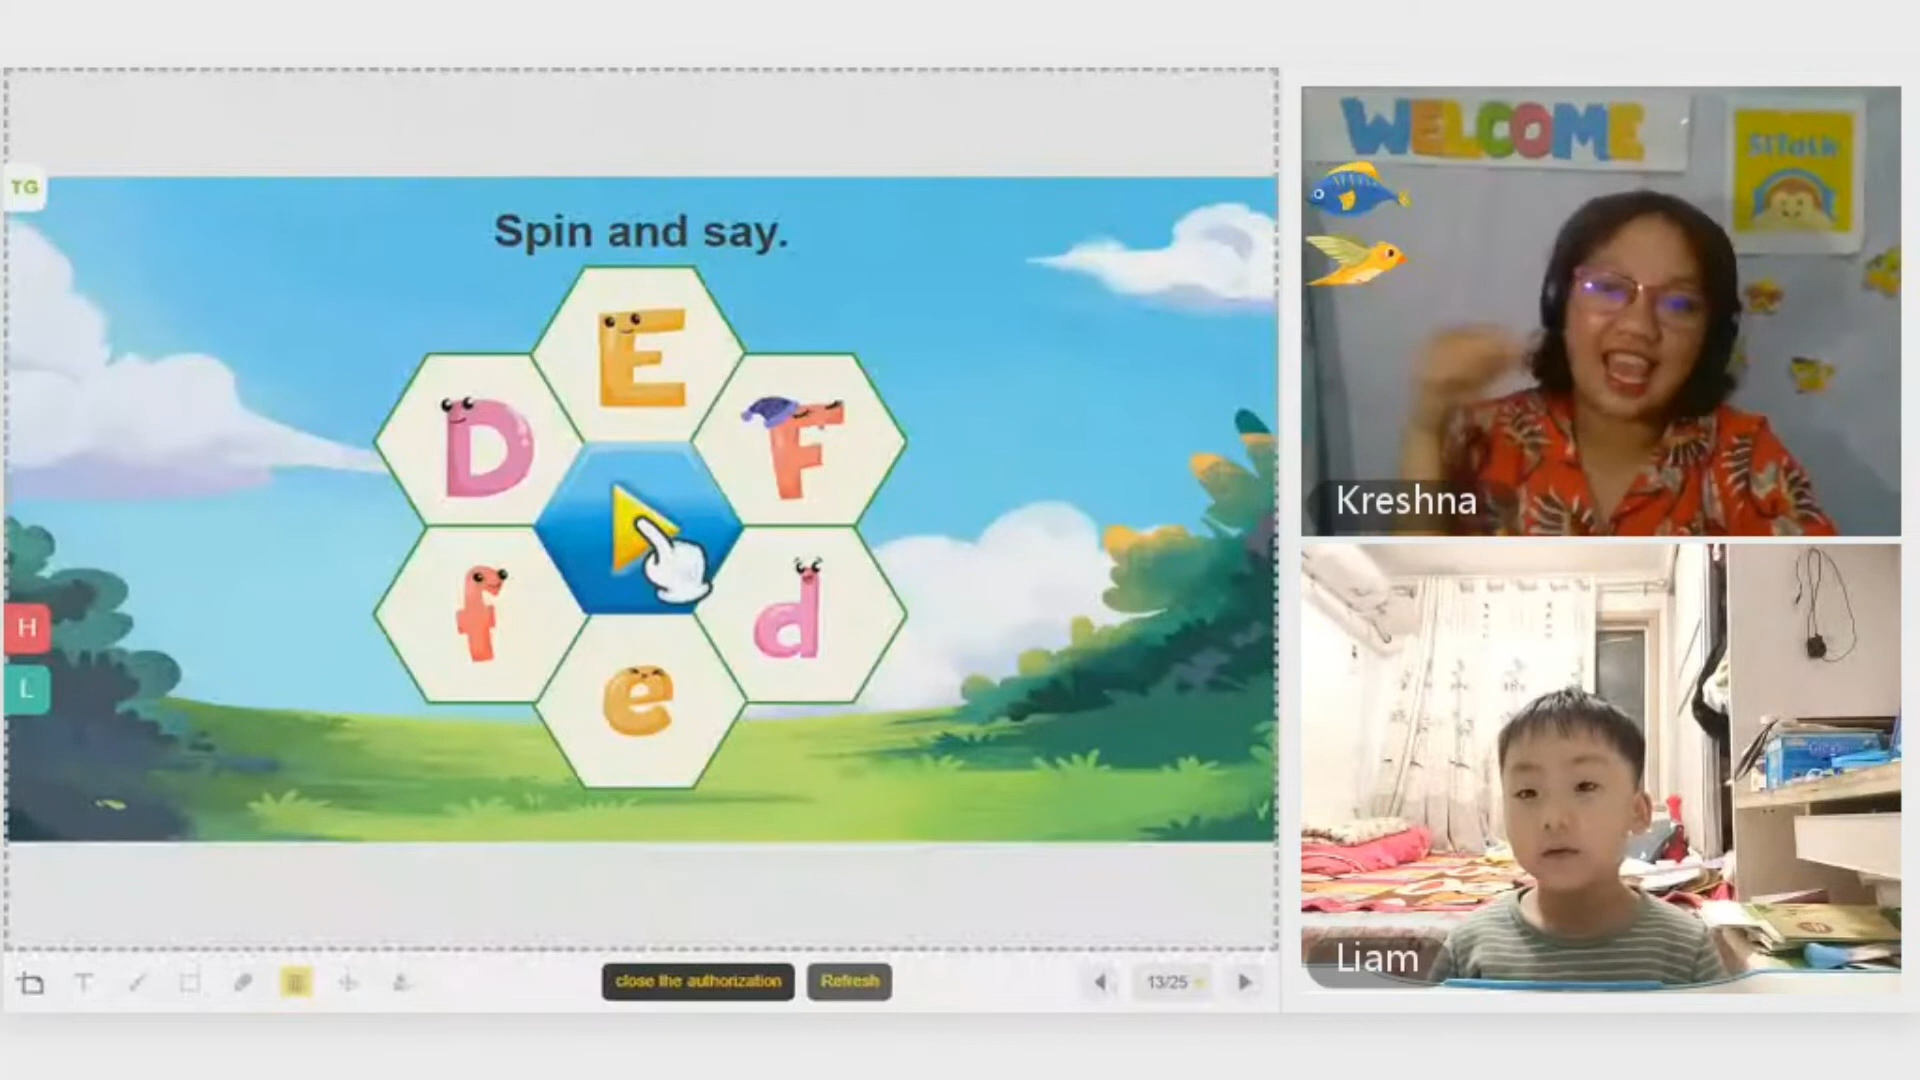 TG
Spin and say.
E
D
F
f
d
e
H
L
close the authorization
Refresh
13/25
T
WELCOME
Kreshna
Liam